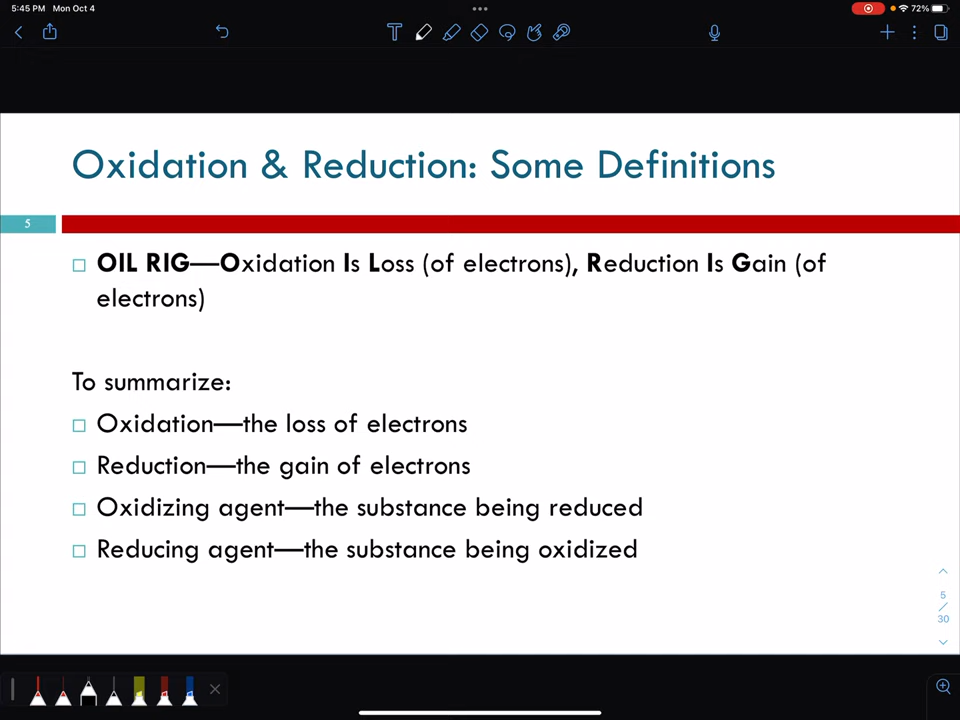 5:45 PM Mon Oct 4
72%
Oxidation & Reduction: Some Definitions
5
OIL RIG—Oxidation Is Loss (of electrons), Reduction Is Gain (of
electrons)
To summarize:
Oxidation—the loss of electrons
Reduction—the gain of electrons
Oxidizing agent—the substance being reduced
Reducing agent—the substance being oxidized
5
/
30